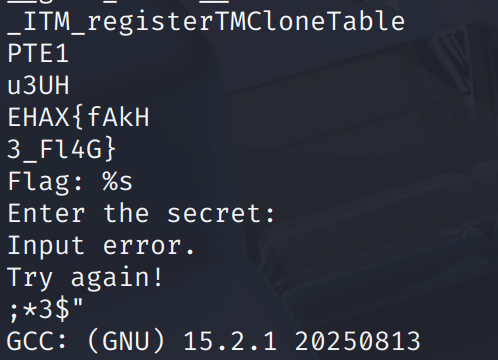 _ITM_registerTMCloneTable
PTE1
u3UH
EHAX{fAkH
3_Fl4G}
Flag: %s
Enter the secret:
Input error.
Try again!
;*3$"
GCC: (GNU) 15.2.1 20250813